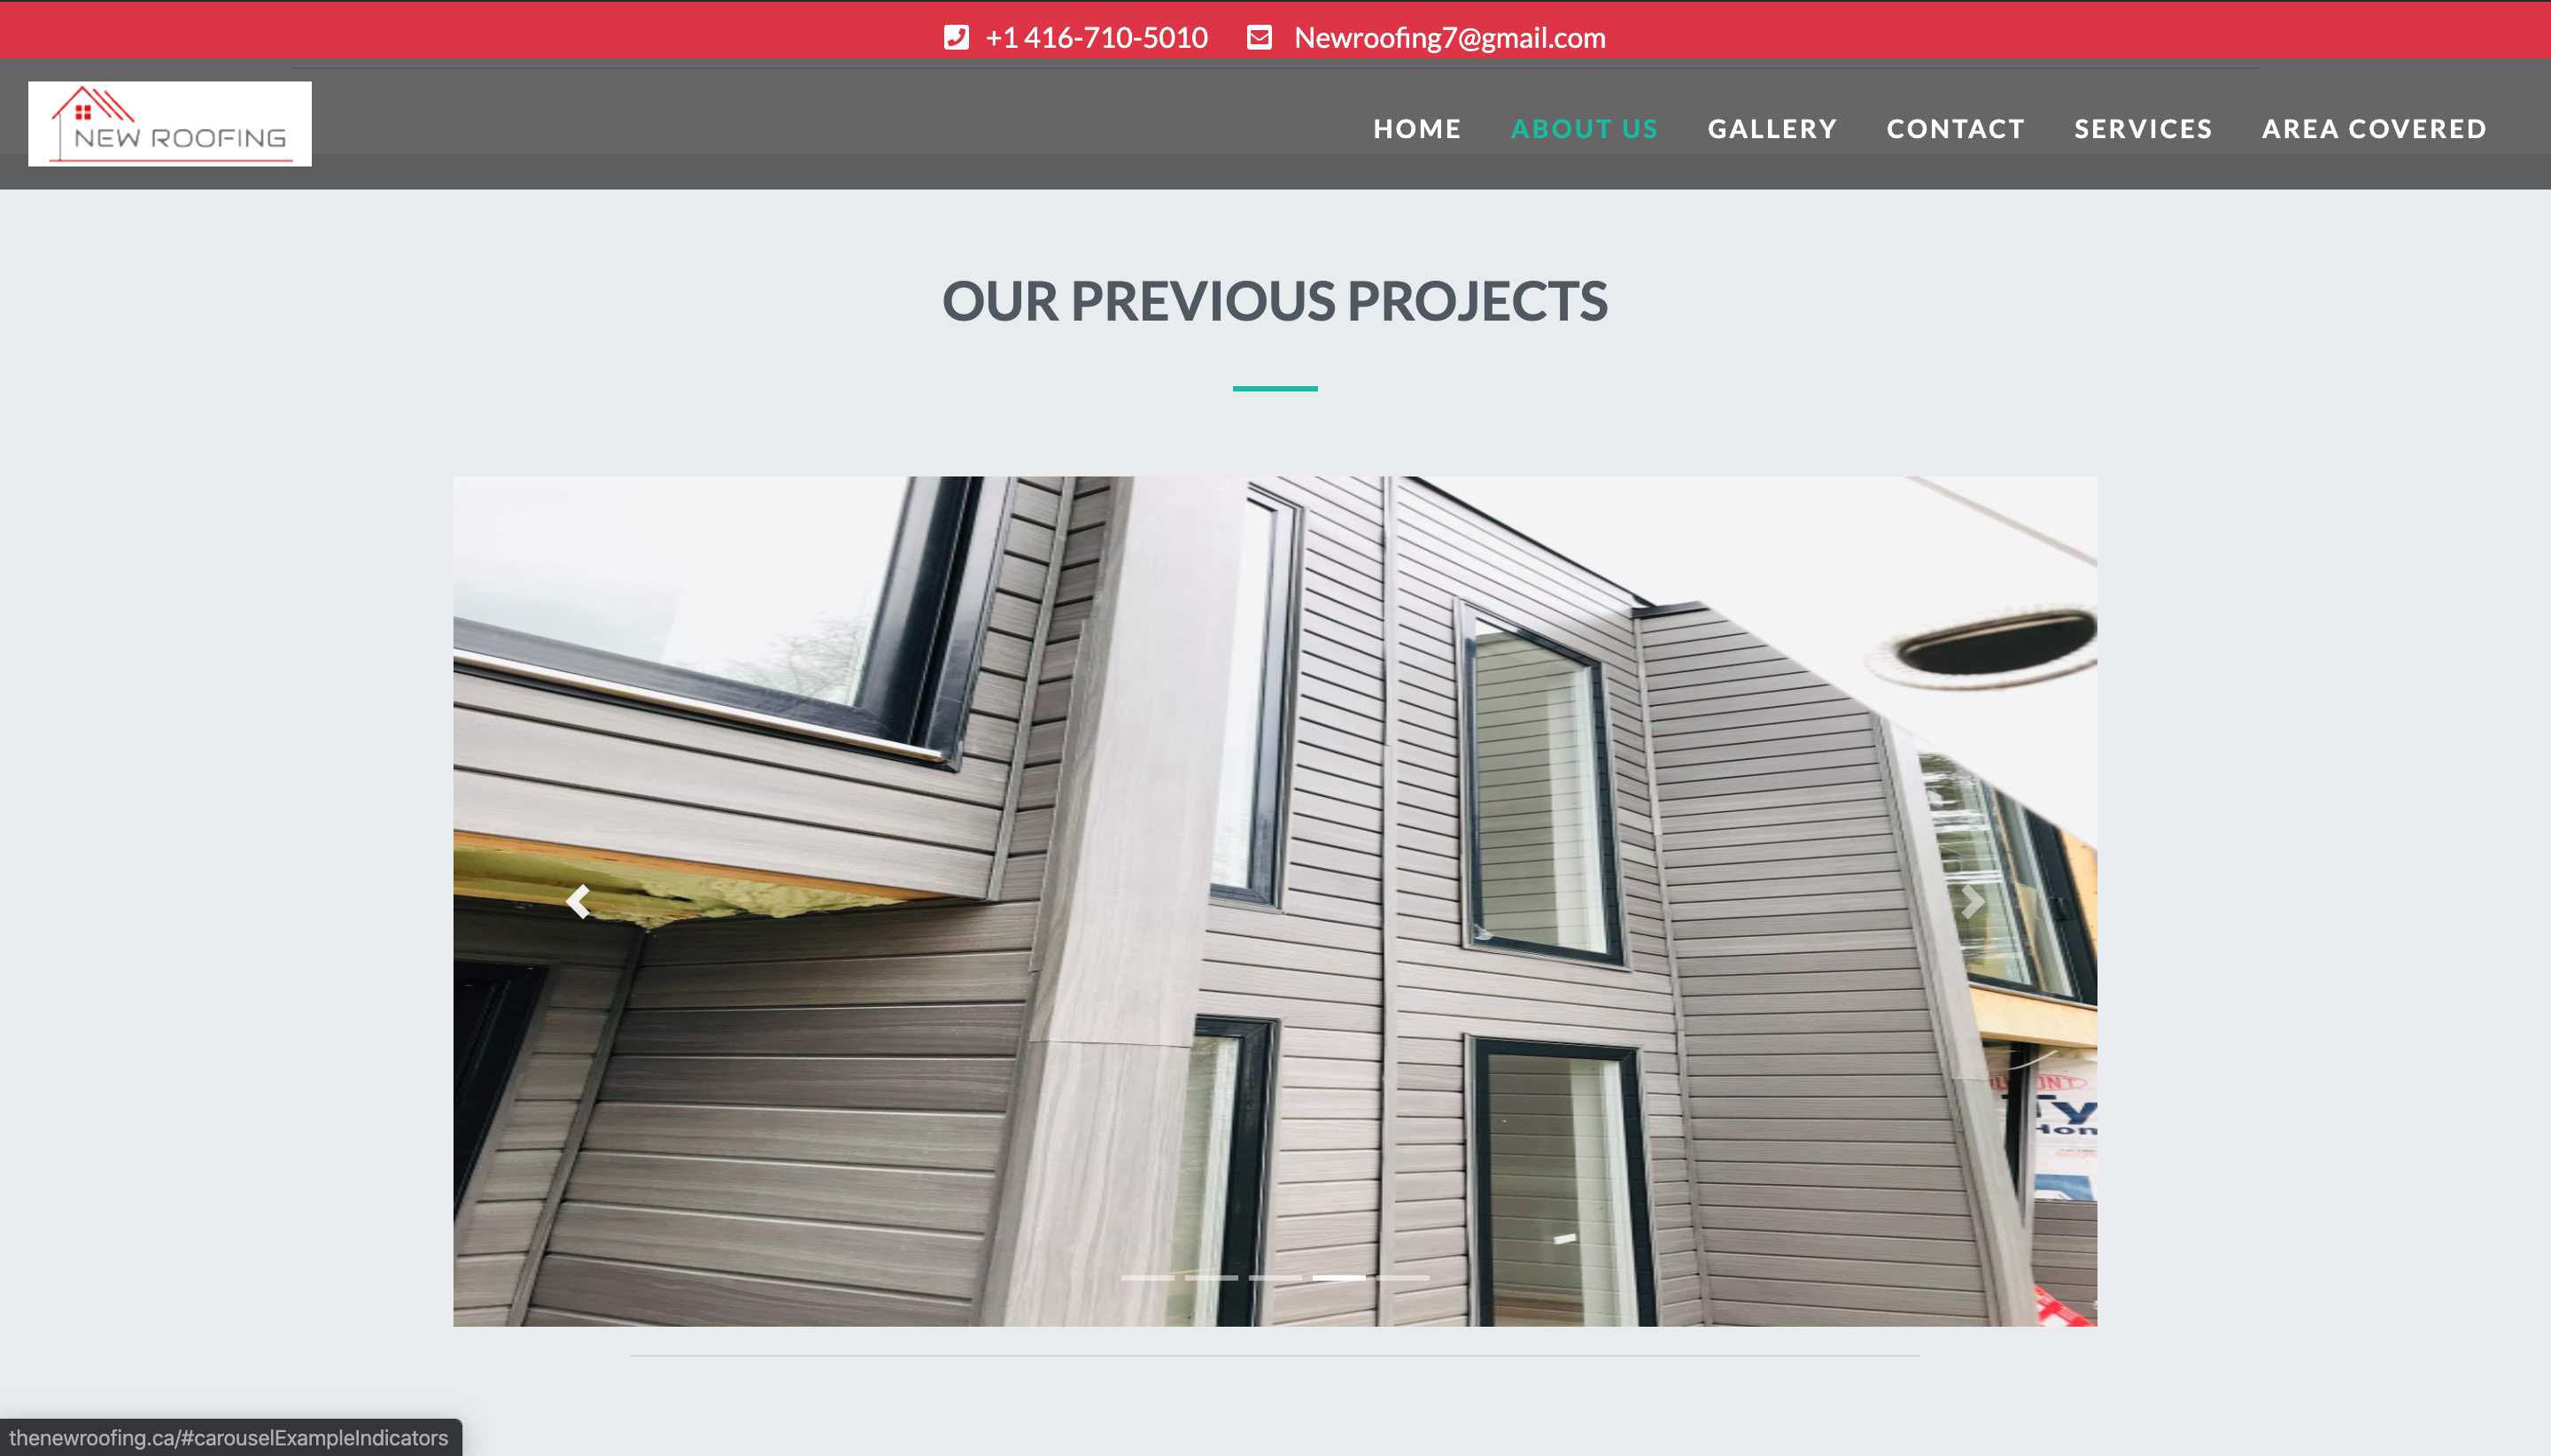 +1 416-710-5010 Newroofing7@gmail.com
NEW ROOFING
HOME ABOUT US GALLERY CONTACT SERVICES AREA COVERED
OUR PREVIOUS PROJECTS
Ty
thenewroofing.ca/#carouselExampleIndicators